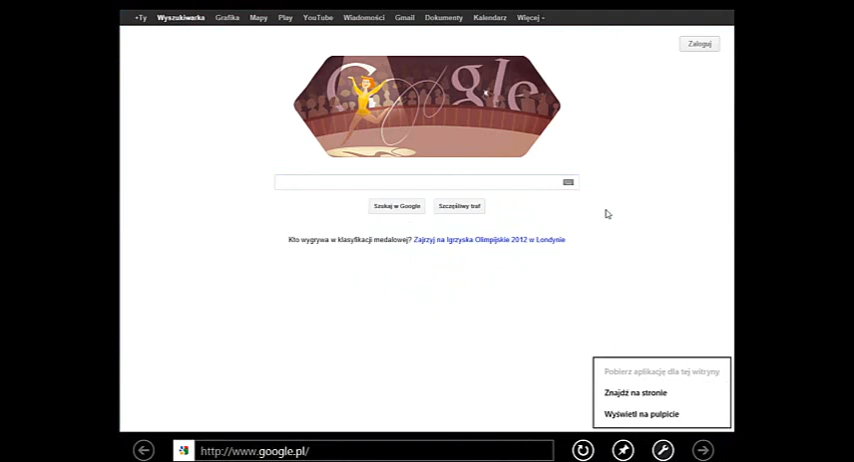 +Ty Wyszukiwarka Grafika Mapy Play YouTube Wiadomości Gmail Dokumenty Kalendarz Więcej
Zaloguj
Google
Szukaj w Google Szczęśliwy traf
Kto wygrywa w klasyfikacji medalowej? Zajrzyj na Igrzyska Olimpijskie 2012 w Londynie
Pobierz aplikację dla tej witryny
Znajdź na stronie
Wyświetl na pulpicie
http://www.google.pl/